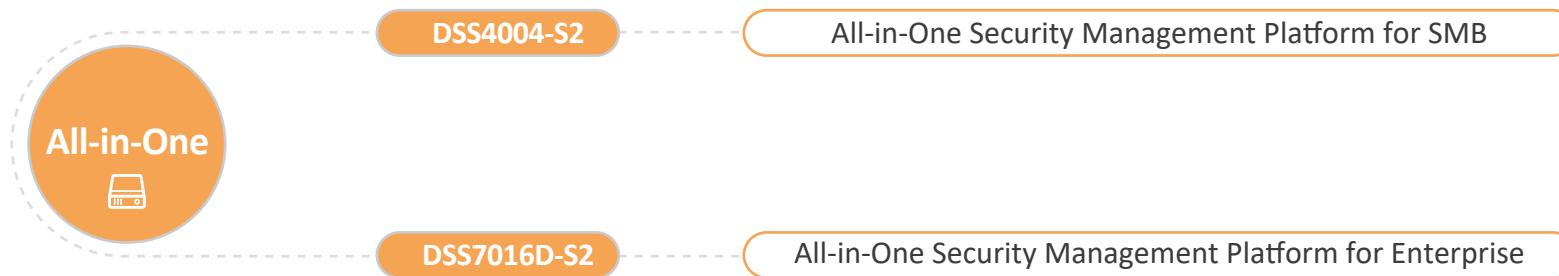 DSS4004-S2
All-in-One Security Management Platform for SMB
All-in-One
DSS7016D-S2
All-in-One Security Management Platform for Enterprise